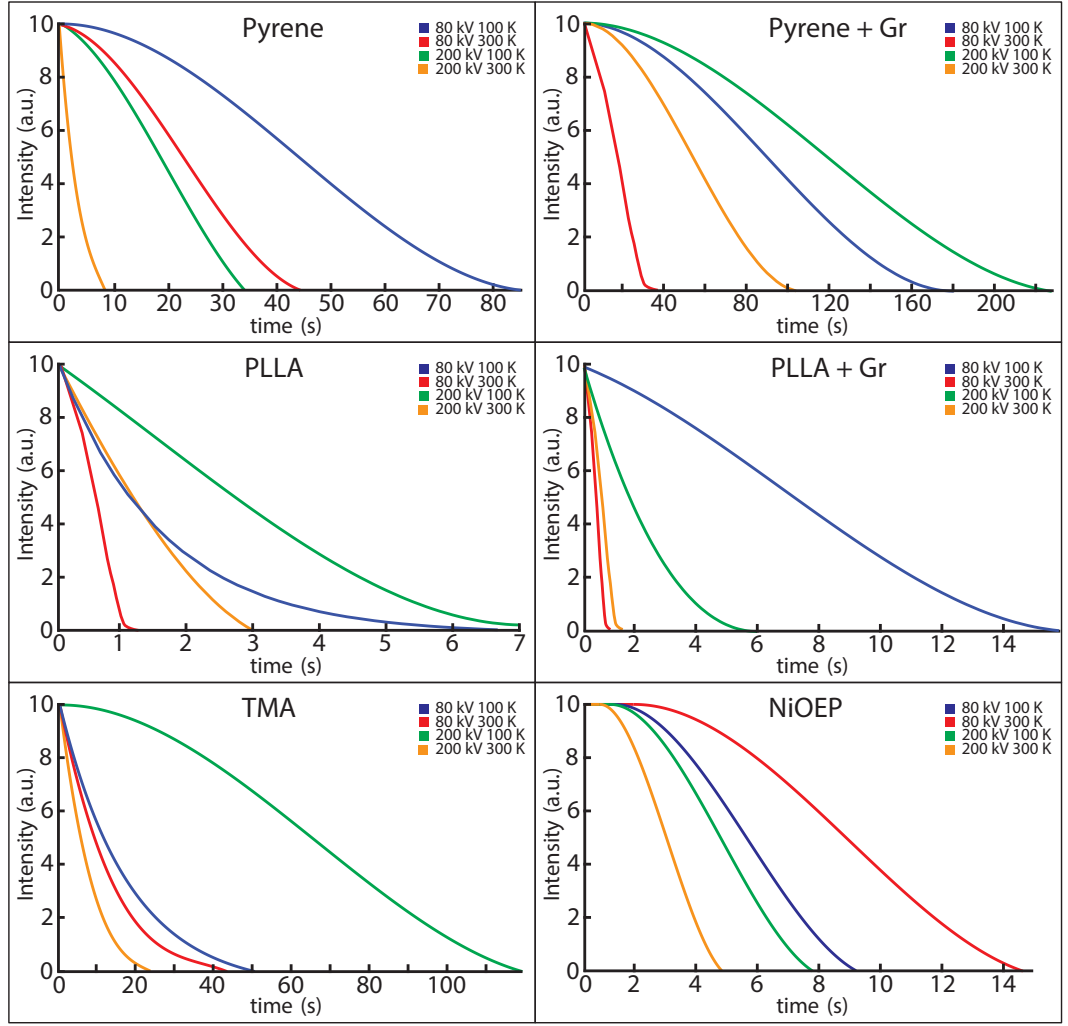 Pyrene
80 kV 100 K
80 kV 300 K
200 kV 100 K
200 kV 300 K
Intensity (a.u.)
10
8
6
4
2
0
0 10 20 30 40 50 60 70 80
time (s)
Pyrene + Gr
80 kV 100 K
80 kV 300 K
200 kV 100 K
200 kV 300 K
Intensity (a.u.)
10
8
6
4
2
0
0 40 80 120 160 200
time (s)
PLLA
80 kV 100 K
80 kV 300 K
200 kV 100 K
200 kV 300 K
Intensity (a.u.)
10
8
6
4
2
0
0 1 2 3 4 5 6 7
time (s)
PLLA + Gr
80 kV 100 K
80 kV 300 K
200 kV 100 K
200 kV 300 K
Intensity (a.u.)
10
8
6
4
2
0
0 2 4 6 8 10 12 14
time (s)
TMA
80 kV 100 K
80 kV 300 K
200 kV 100 K
200 kV 300 K
Intensity (a.u.)
10
8
6
4
2
0
0 20 40 60 80 100
time (s)
NiOEP
80 kV 100 K
80 kV 300 K
200 kV 100 K
200 kV 300 K
Intensity (a.u.)
10
8
6
4
2
0
0 2 4 6 8 10 12 14
time (s)